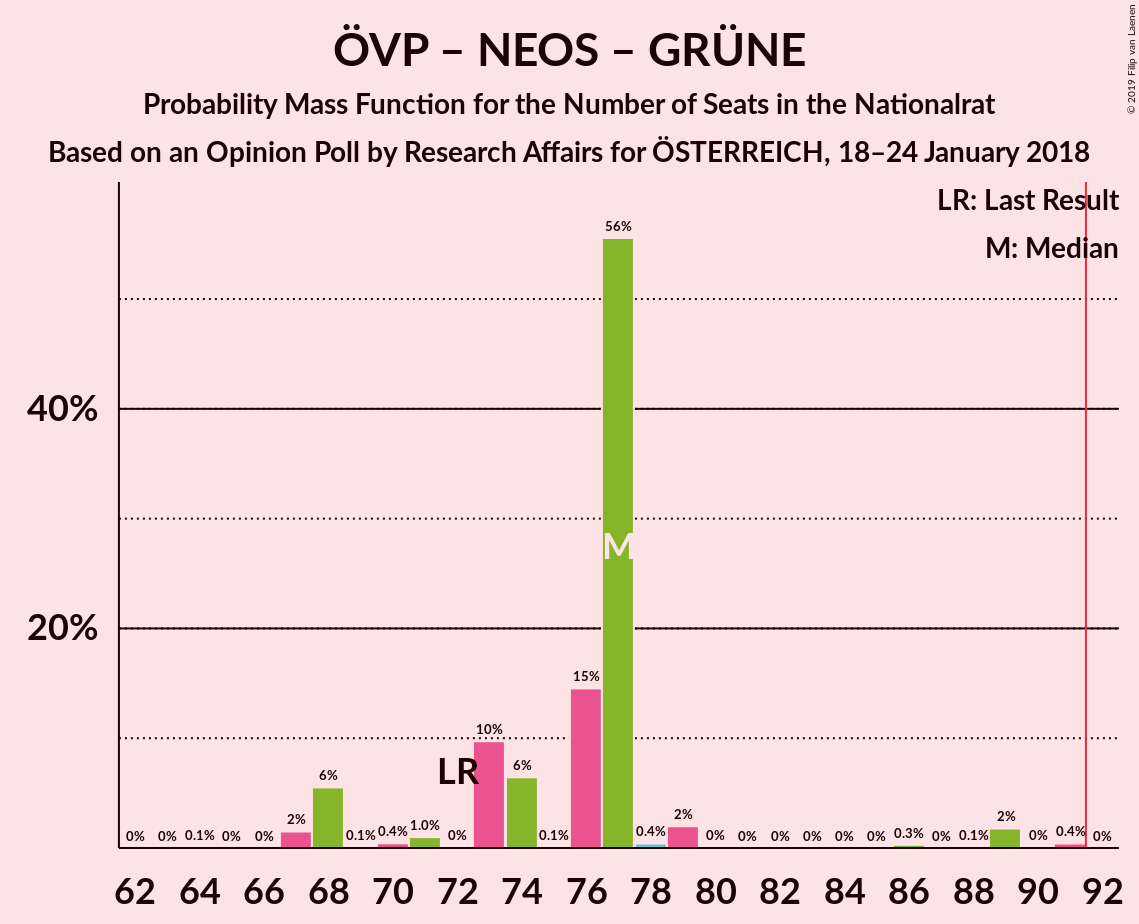 ÖVP – NEOS – GRÜNE
Probability Mass Function for the Number of Seats in the Nationalrat
Based on an Opinion Poll by Research Affairs for ÖSTERREICH, 18–24 January 2018
© 2019 Filip van Laenen
LR: Last Result
M: Median
56%
40%
M
20%
15%
10%
LR
6%
6%
0% 0% 0.1% 0% 0% 2% 0.1% 0.4% 1.0% 0% 0.1% 0.4% 2% 0% 0% 0% 0% 0% 0% 0.3% 0% 0.1% 2% 0% 0.4% 0%
62 64 66 68 70 72 74 76 78 80 82 84 86 88 90 92